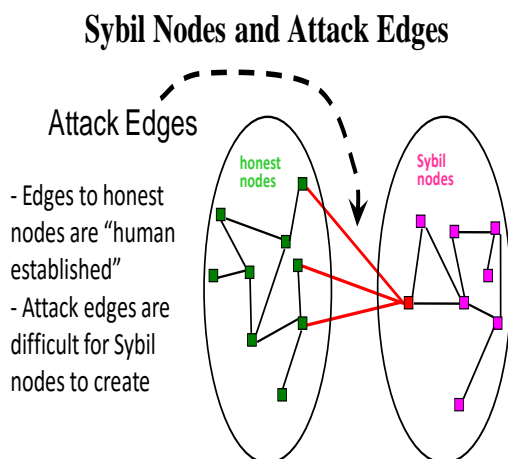 Sybil Nodes and Attack Edges
Attack Edges
honest
nodes
Sybil
nodes
- Edges to honest
nodes are “human
established”
- Attack edges are
difficult for Sybil
nodes to create